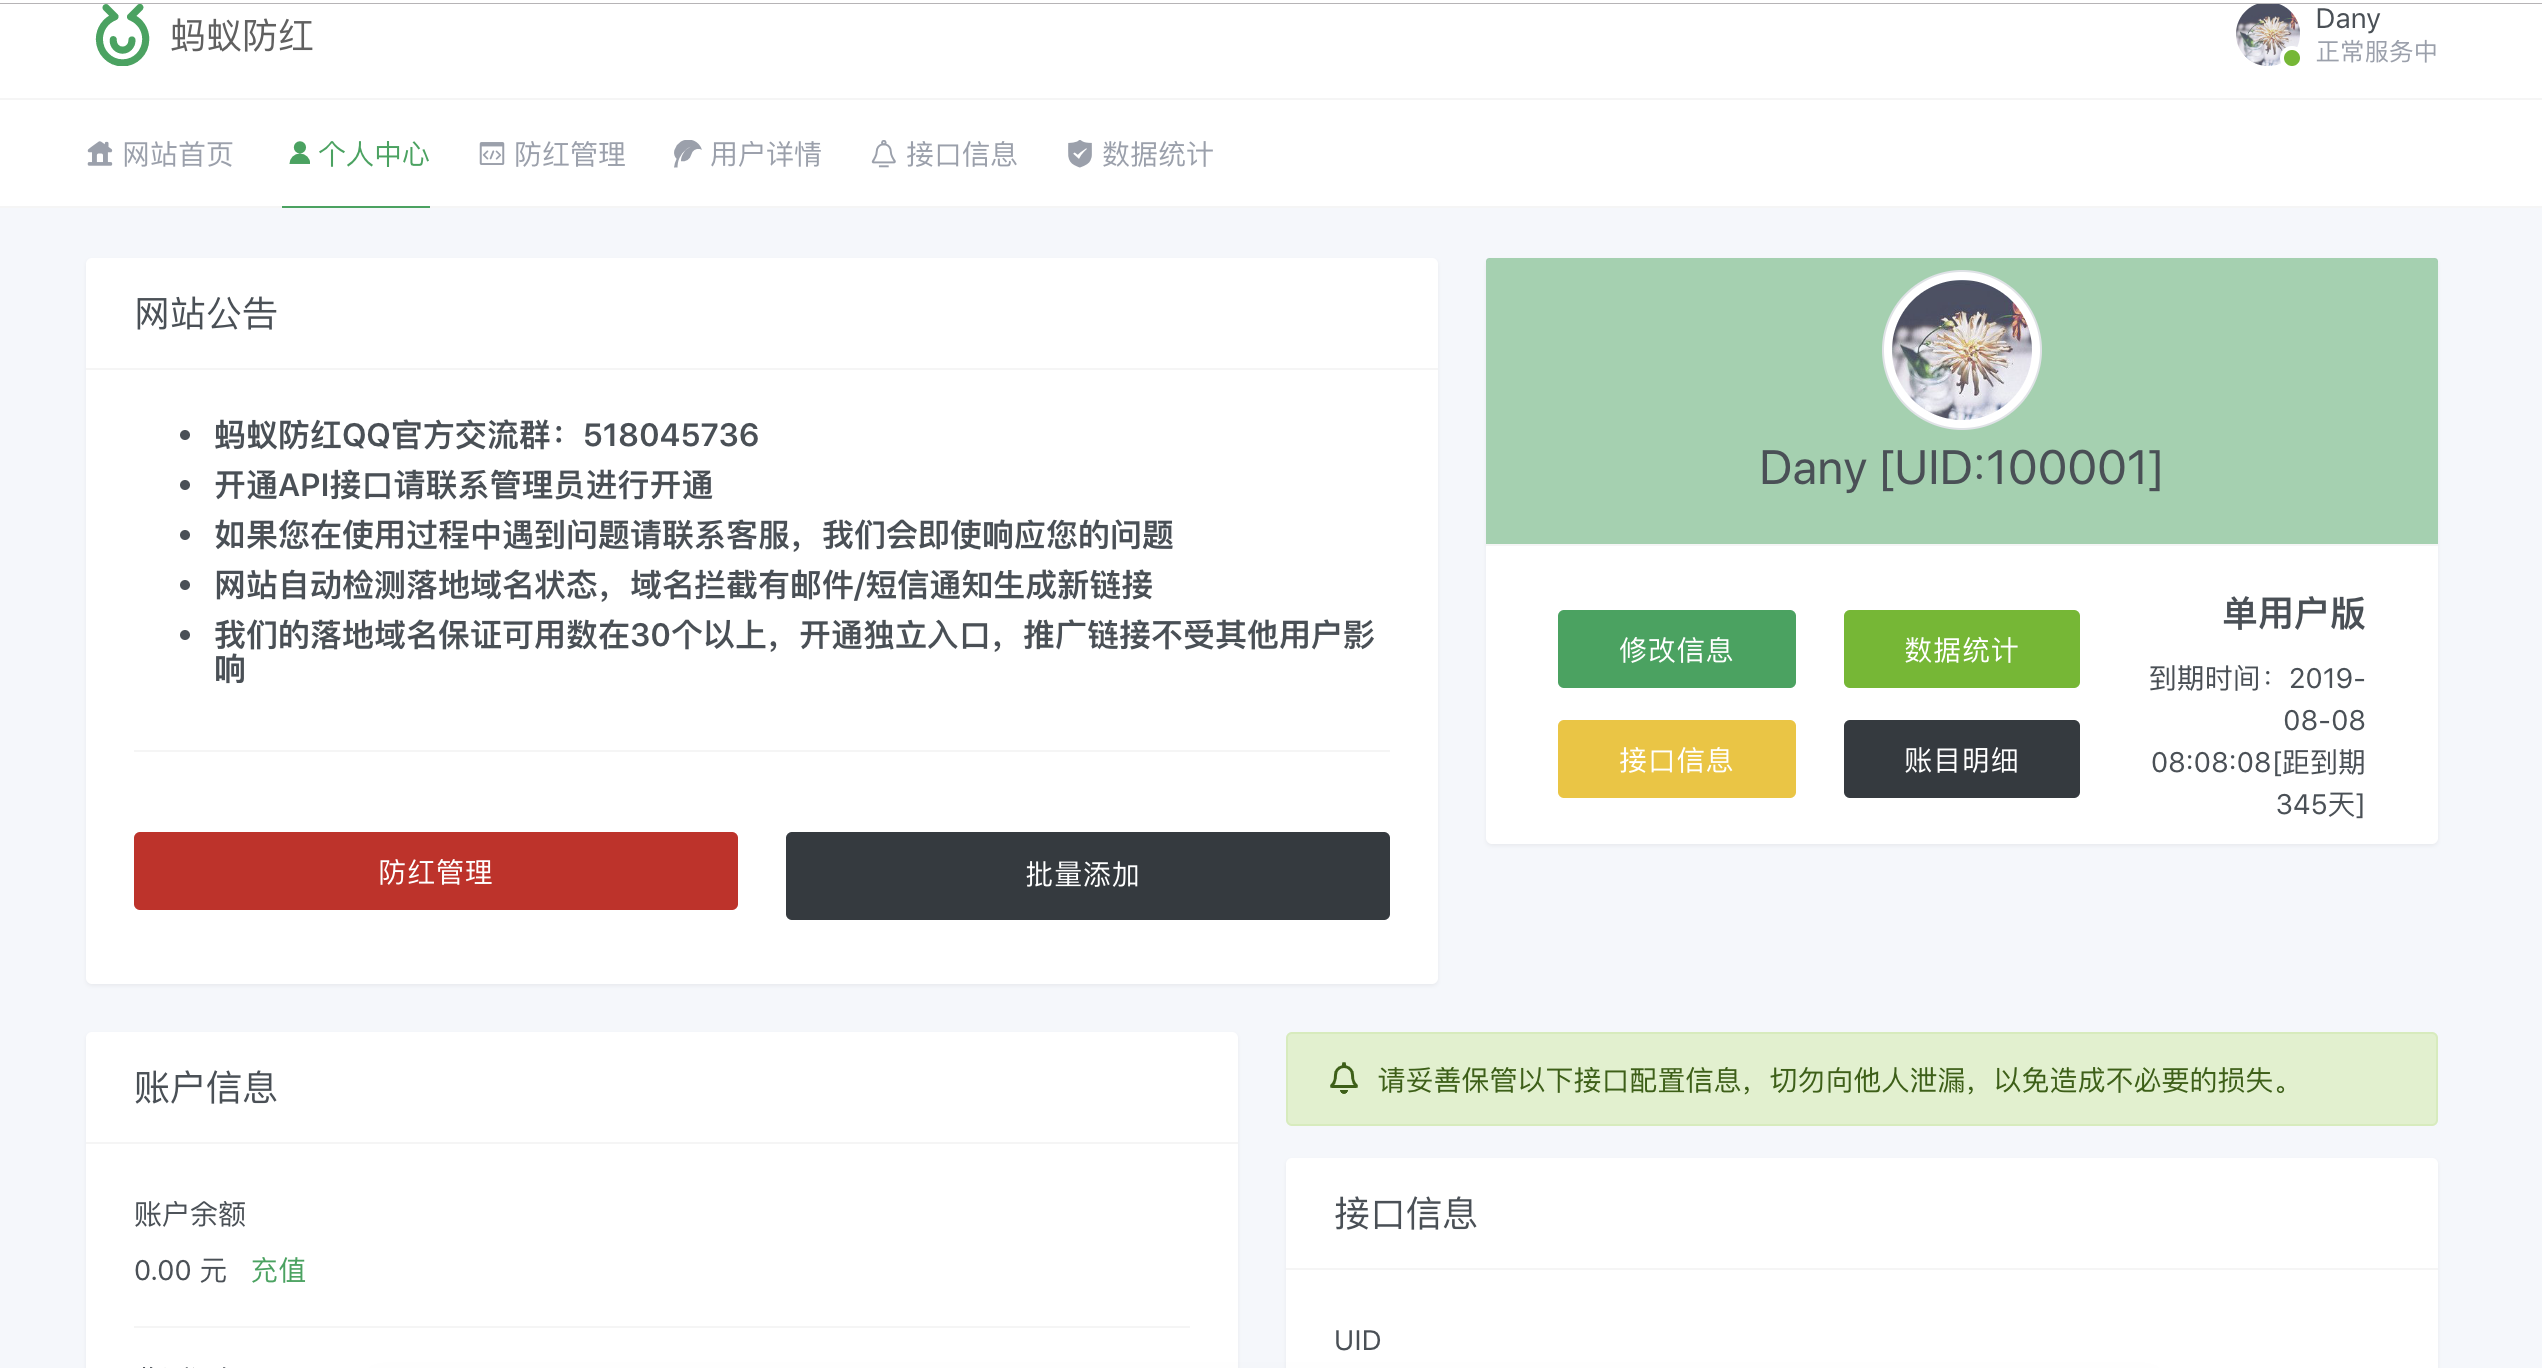 蚂蚁防红
Dany
正常服务中
网站首页
个人中心
防红管理
用户详情
接口信息
数据统计
网站公告
蚂蚁防红QQ官方交流群：518045736
开通API接口请联系管理员进行开通
如果您在使用过程中遇到问题请联系客服，我们会即使响应您的问题
网站自动检测落地域名状态，域名拦截有邮件/短信通知生成新链接
我们的落地域名保证可用数在30个以上，开通独立入口，推广链接不受其他用户影
响
防红管理
批量添加
Dany [UID:100001]
修改信息
数据统计
接口信息
账目明细
单用户版
到期时间：2019-
08-08
08:08:08[距到期
345天]
账户信息
账户余额
0.00 元 充值
请妥善保管以下接口配置信息，切勿向他人泄漏，以免造成不必要的损失。
接口信息
UID